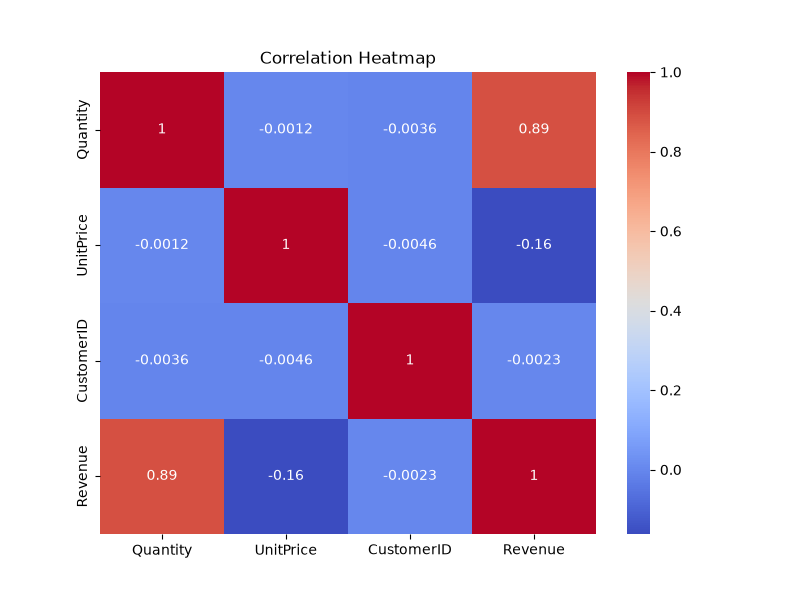 Correlation Heatmap
Quantity 1 -0.0012 -0.0036 0.89
UnitPrice -0.0012 1 -0.0046 -0.16
CustomerID -0.0036 -0.0046 1 -0.0023
Revenue 0.89 -0.16 -0.0023 1
Quantity UnitPrice CustomerID Revenue
1.0
0.8
0.6
0.4
0.2
0.0